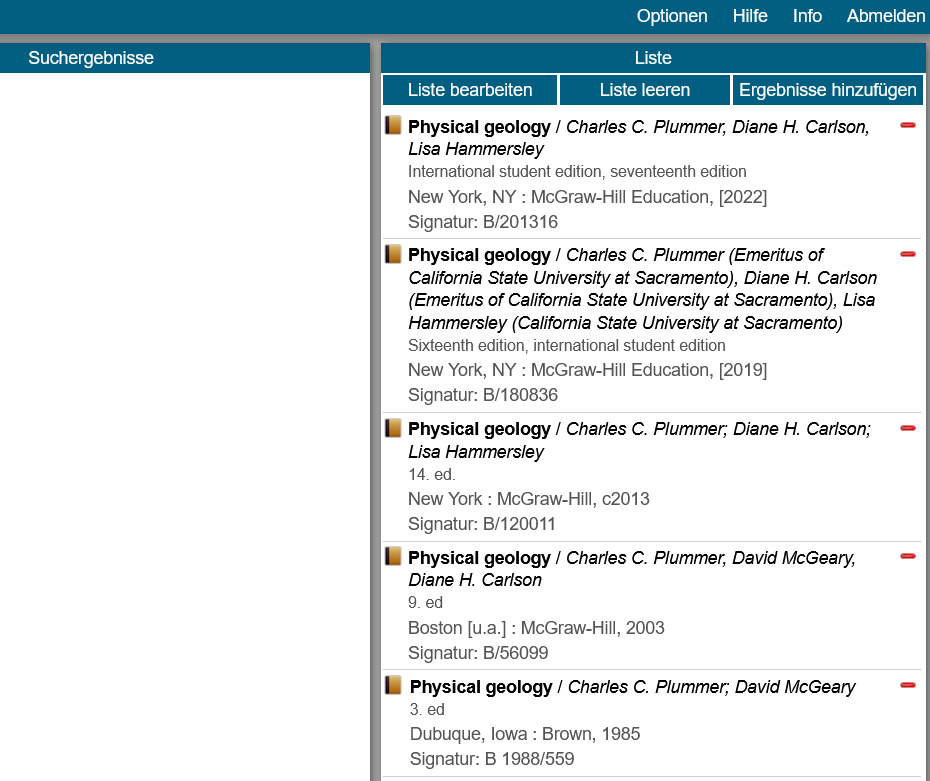 Optionen Hilfe Info Abmelden
Suchergebnisse
Liste
Liste bearbeiten Liste leeren Ergebnisse hinzufügen
Physical geology / Charles C. Plummer, Diane H. Carlson,
Lisa Hammersley
International student edition, seventeenth edition
New York, NY : McGraw-Hill Education, [2022]
Signatur: B/201316
Physical geology / Charles C. Plummer (Emeritus of
California State University at Sacramento), Diane H. Carlson
(Emeritus of California State University at Sacramento), Lisa
Hammersley (California State University at Sacramento)
Sixteenth edition, international student edition
New York, NY : McGraw-Hill Education, [2019]
Signatur: B/180836
Physical geology / Charles C. Plummer; Diane H. Carlson;
Lisa Hammersley
14. ed.
New York : McGraw-Hill, c2013
Signatur: B/120011
Physical geology / Charles C. Plummer, David McGeary,
Diane H. Carlson
9. ed
Boston [u.a.] : McGraw-Hill, 2003
Signatur: B/56099
Physical geology / Charles C. Plummer; David McGeary
3. ed
Dubuque, Iowa : Brown, 1985
Signatur: B 1988/559